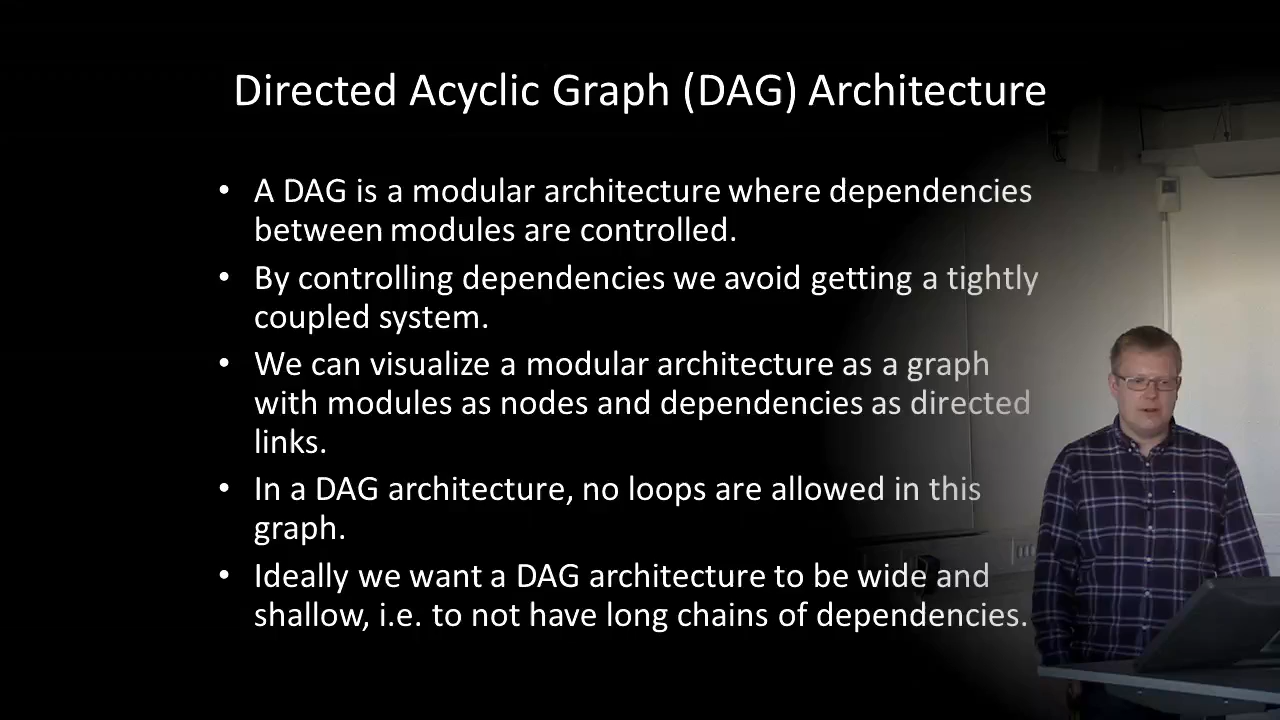 Directed Acyclic Graph (DAG) Architecture
• A DAG is a modular architecture where dependencies
between modules are controlled.
• By controlling dependencies we avoid getting a tightly
coupled system.
• We can visualize a modular architecture as a graph
with modules as nodes and dependencies as directed
links.
• In a DAG architecture, no loops are allowed in this
graph.
• Ideally we want a DAG architecture to be wide and
shallow, i.e. to not have long chains of dependencies.